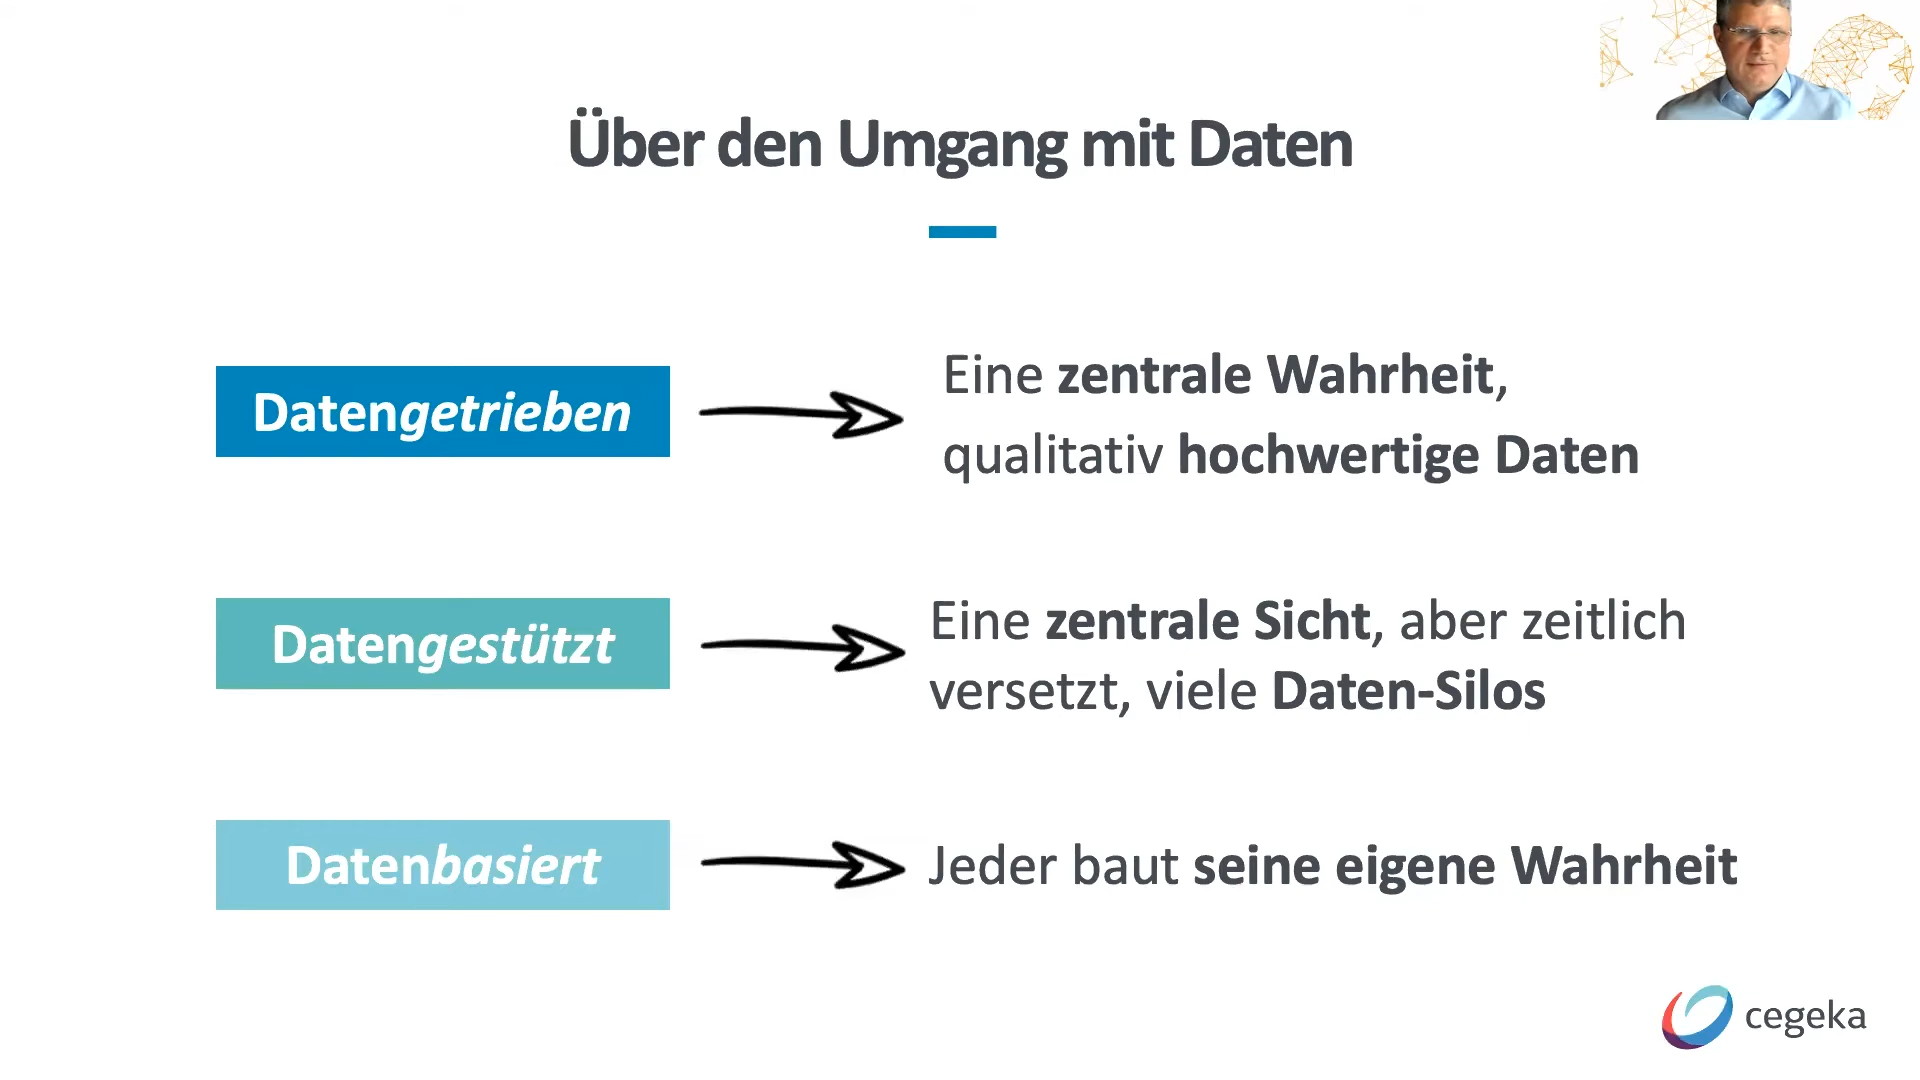 Über den Umgang mit Daten
Datengetrieben
Eine zentrale Wahrheit,
qualitativ hochwertige Daten
Datengestützt
Eine zentrale Sicht, aber zeitlich
versetzt, viele Daten-Silos
Datenbasiert
Jeder baut seine eigene Wahrheit
cegeka